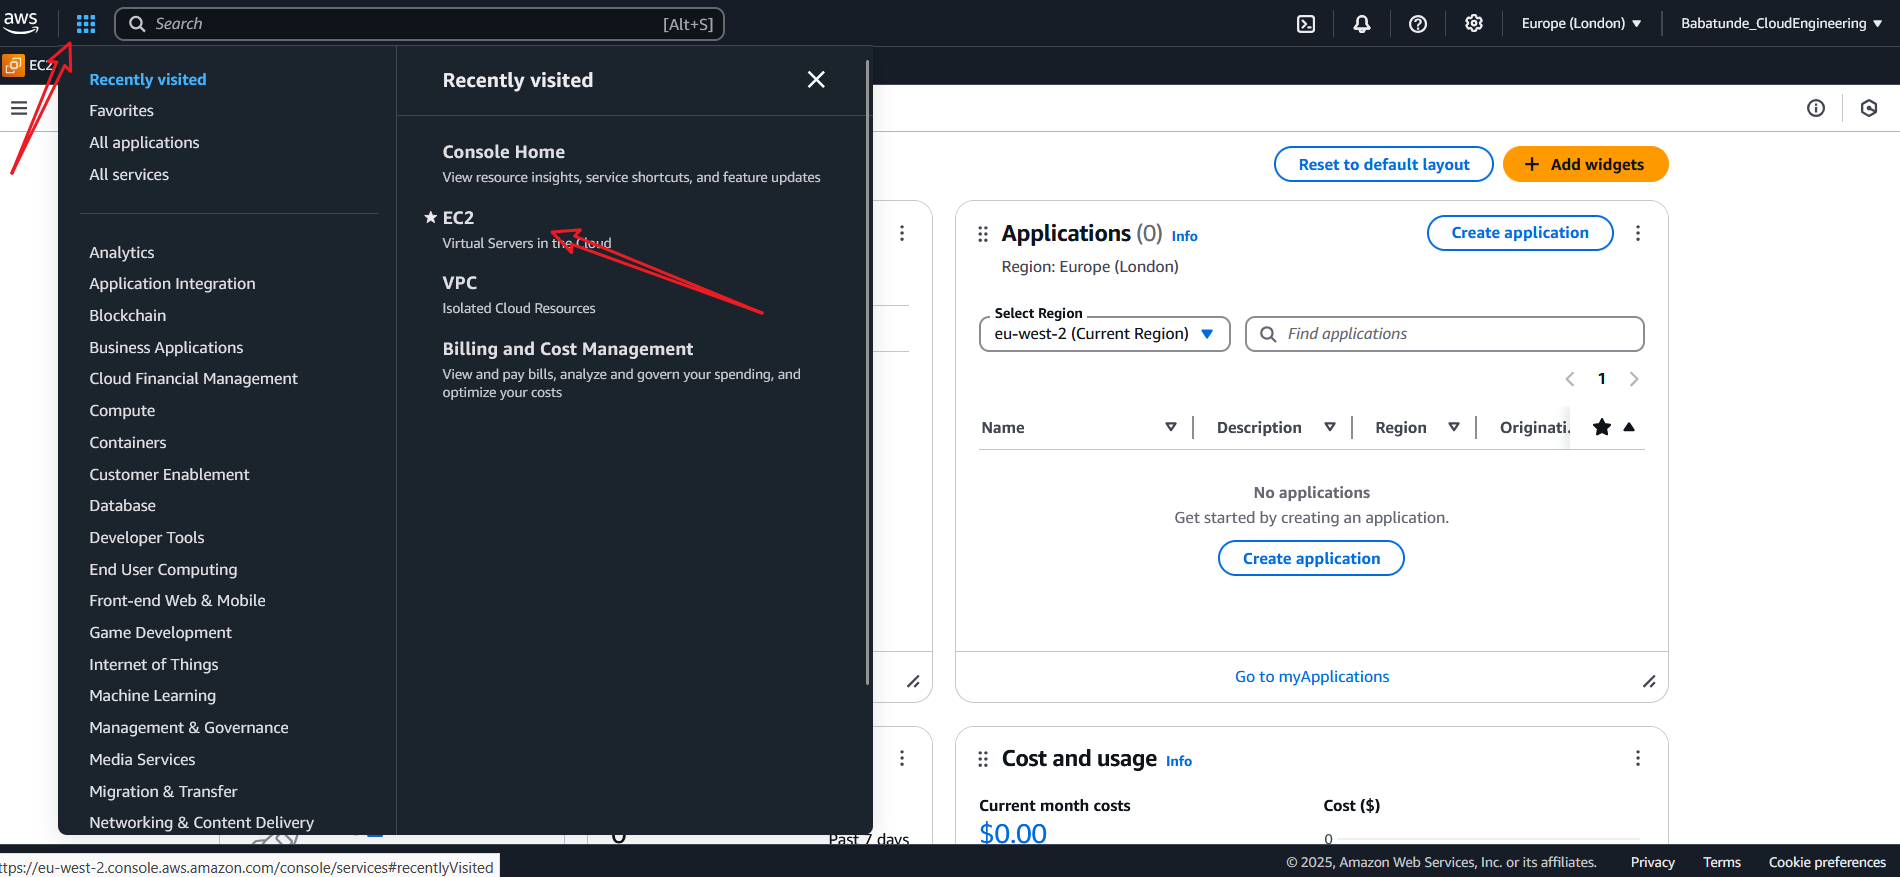 aws
Search
[Alt+S]
Europe (London)
Babatunde_CloudEngineering
EC2
Recently visited
Favorites
All applications
All services
Analytics
Application Integration
Blockchain
Business Applications
Cloud Financial Management
Compute
Containers
Customer Enablement
Database
Developer Tools
End User Computing
Front-end Web & Mobile
Game Development
Internet of Things
Machine Learning
Management & Governance
Media Services
Migration & Transfer
Networking & Content Delivery
Recently visited
Console Home
View resource insights, service shortcuts, and feature updates
EC2
Virtual Servers in the Cloud
VPC
Isolated Cloud Resources
Billing and Cost Management
View and pay bills, analyze and govern your spending, and
optimize your costs
Reset to default layout
+ Add widgets
Applications (0) Info
Create application
Region: Europe (London)
Select Region
eu-west-2 (Current Region)
Find applications
1
Name
Description
Region
Originati.
No applications
Get started by creating an application.
Create application
Go to myApplications
0
Past 7 days
Cost and usage Info
Current month costs
$0.00
Cost ($)
0
ttps://eu-west-2.console.aws.amazon.com/console/services#recentlyVisited
© 2025, Amazon Web Services, Inc. or its affiliates.
Privacy
Terms
Cookie preferences